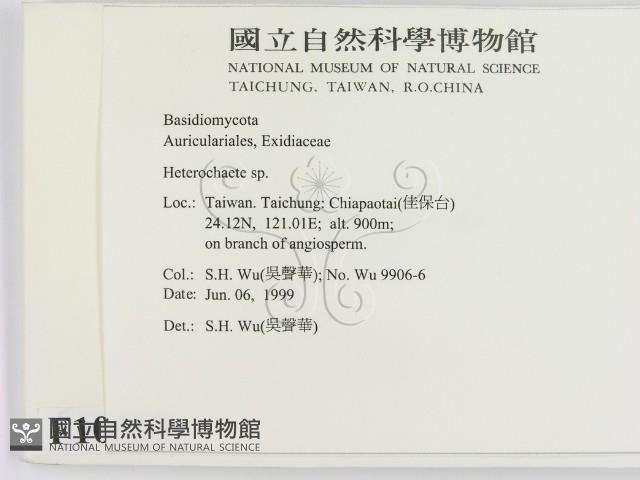 國立自然科學博物館
NATIONAL MUSEUM OF NATURAL SCIENCE
TAICHUNG, TAIWAN, R.O.CHINA
Basidiomycota
Auriculariales, Exidiaceae
Heterochaete sp.
Loc.: Taiwan. Taichung: Chiapaotai(佳保台)
24.12N, 121.01E; alt. 900m;
on branch of angiosperm.
Col.: S.H. Wu(吳聲華); No. Wu 9906-6
Date: Jun. 06, 1999
Det.: S.H. Wu(吳聲華)
國立自然科學博物館
NATIONAL MUSEUM OF NATURAL SCIENCE